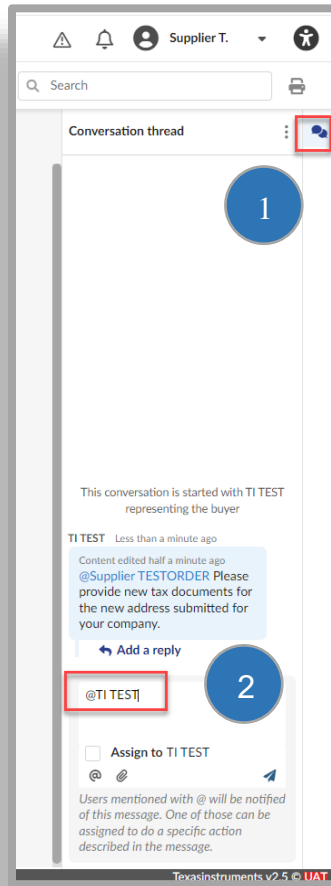 Supplier T.
Search
Conversation thread
1
This conversation is started with TI TEST
representing the buyer
TI TEST Less than a minute ago
Content edited half a minute ago
@Supplier TESTORDER Please
provide new tax documents for
the new address submitted for
your company.
Add a reply
2
@TI TEST
Assign to TI TEST
@
Users mentioned with @ will be notified
of this message. One of those can be
assigned to do a specific action
described in the message.
Texasinstruments v2.5 © UAT